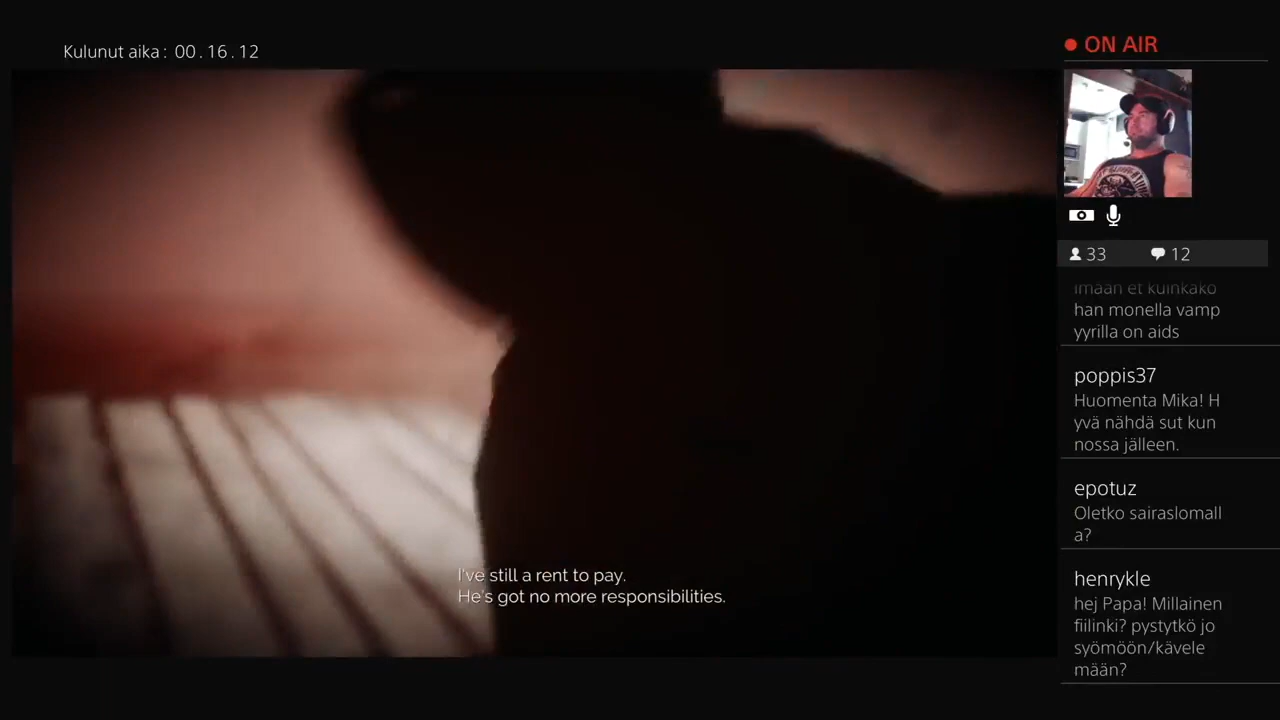 Kulunut aika: 00.16.12
ON AIR
33
12
imaan et kuinkako
han monella vamp
yyrilla on aids
poppis37
Huomenta Mika! H
yvä nähdä sut kun
nossa jälleen.
epotuz
Oletko sairaslomall
a?
henrykle
hej Papa! Millainen
fiilinki? pystytkö jo
syömöön/kävele
mään?
I've still a rent to pay.
He's got no more responsibilities.